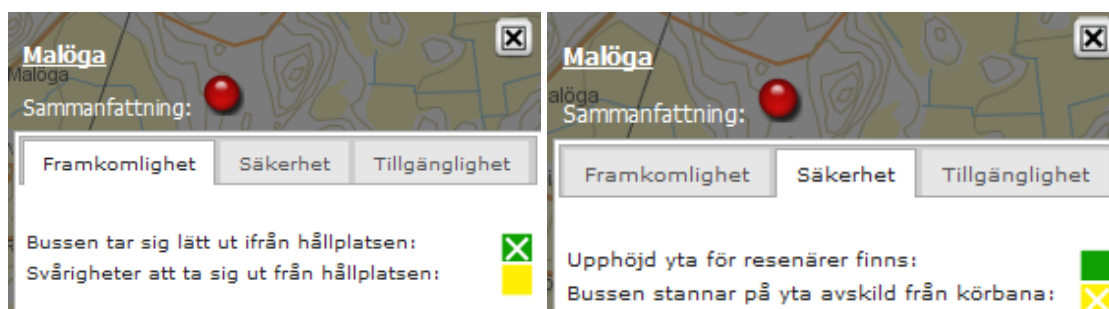 Malöga
Malöga
Sammanfattning:
Framkomlighet Säkerhet Tillgänglighet
Bussen tar sig lätt ut ifrån hållplatsen:
Svårigheter att ta sig ut från hållplatsen:
Malöga
alöga
Sammanfattning:
Framkomlighet Säkerhet Tillgänglighet
Upphöjd yta för resenärer finns:
Bussen stannar på yta avskild från körbana: